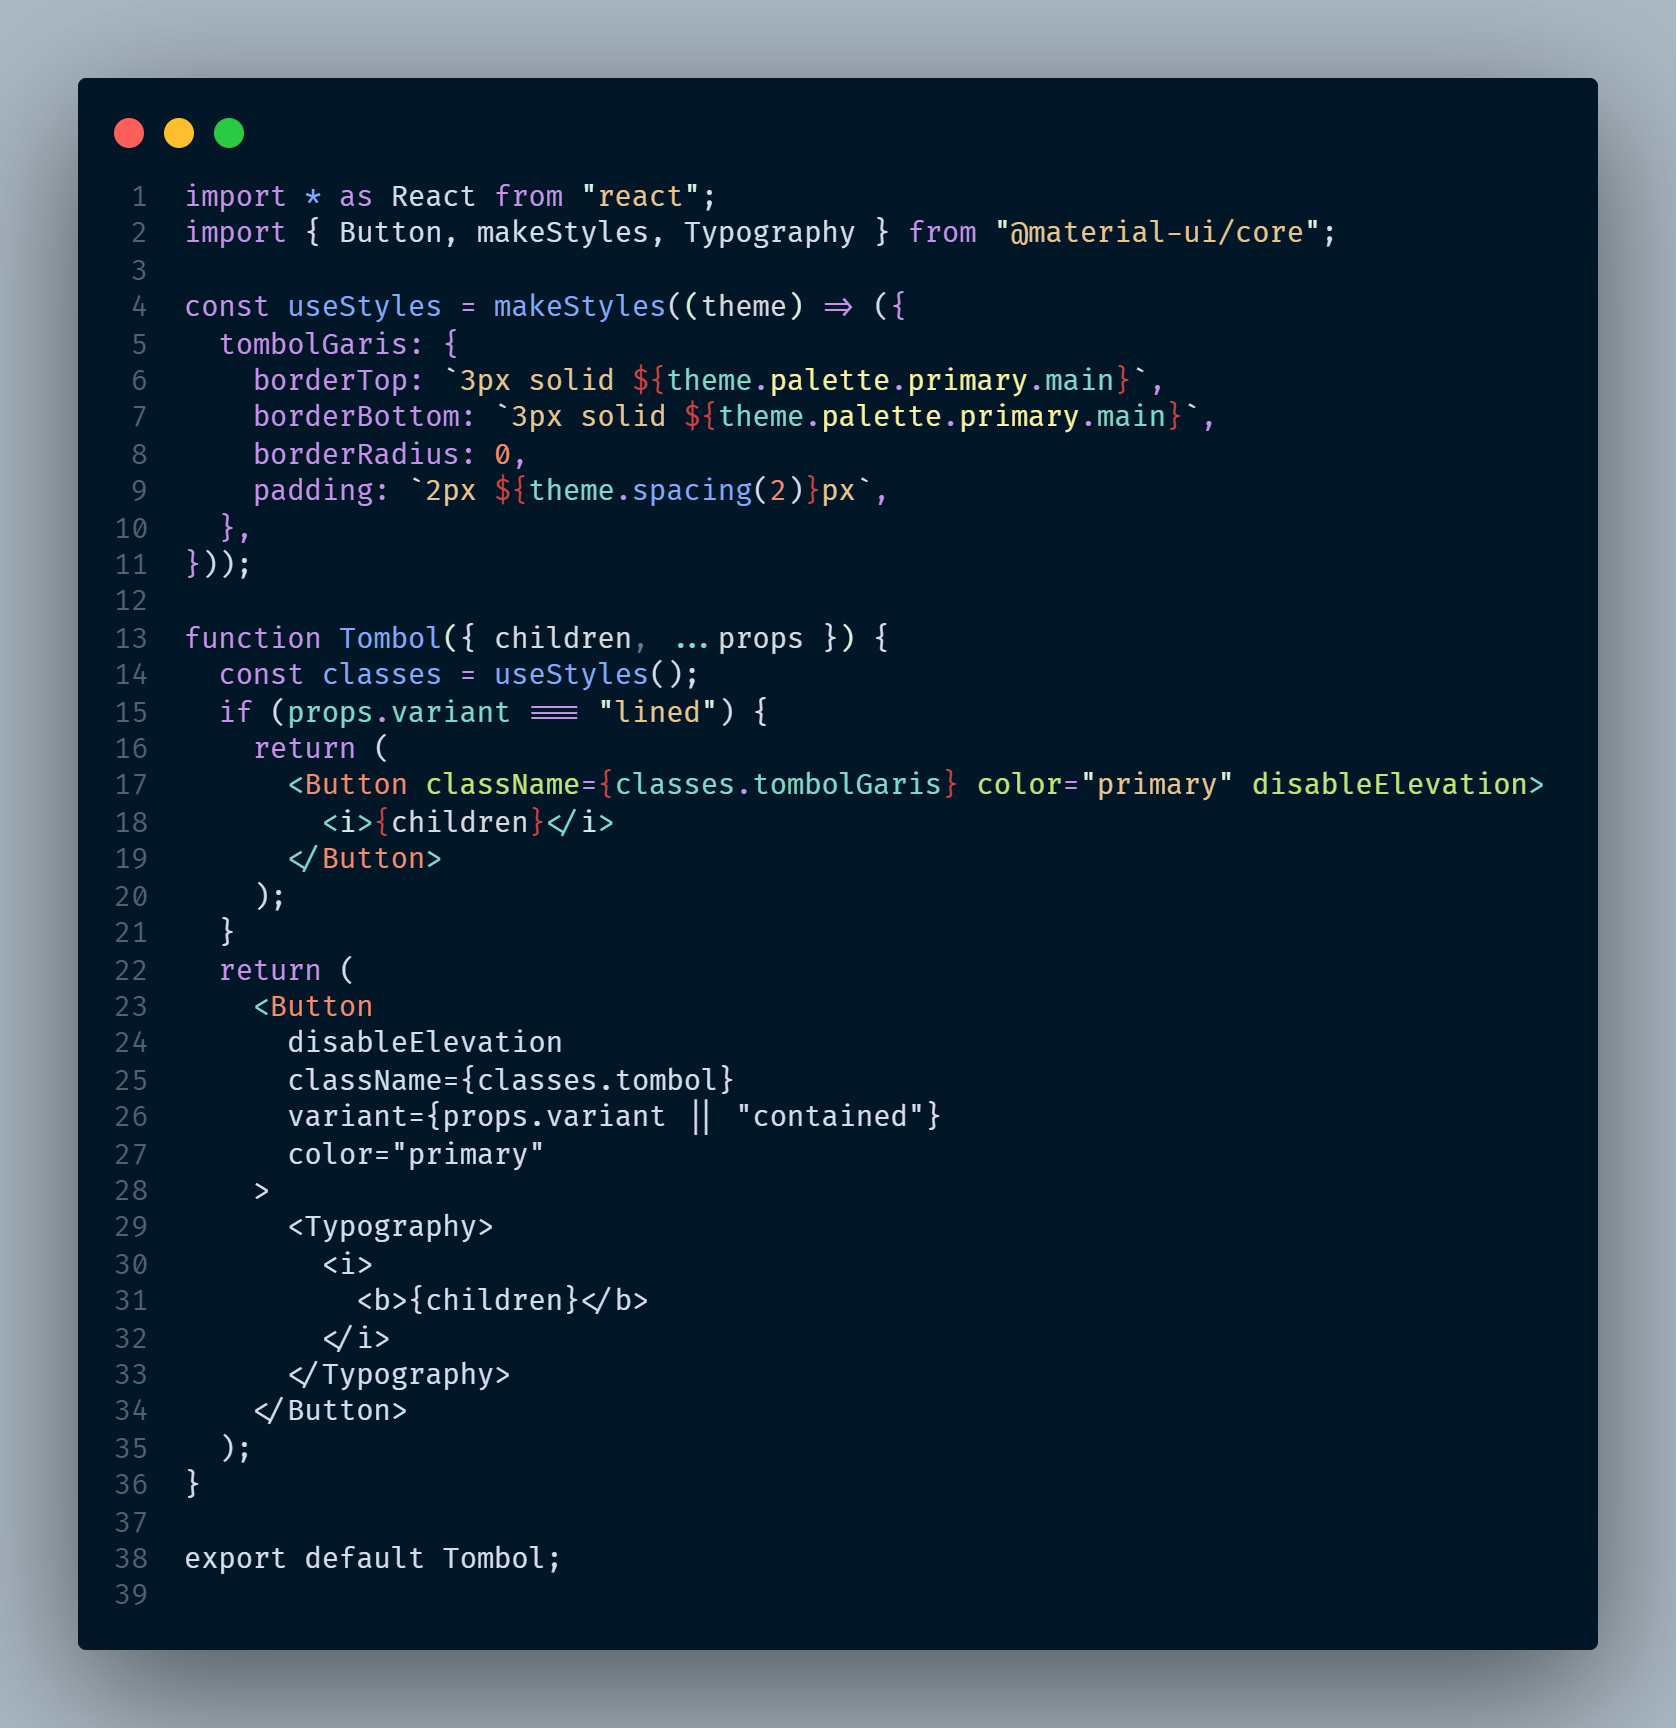 1 import * as React from "react";
2 import { Button, makeStyles, Typography } from "@material-ui/core";
3
4 const useStyles = makeStyles((theme) => ({
5   tombolGaris: {
6     borderTop: `3px solid ${theme.palette.primary.main}`,
7     borderBottom: `3px solid ${theme.palette.primary.main}`,
8     borderRadius: 0,
9     padding: `2px ${theme.spacing(2)}px`,
10   },
11 }));
12
13 function Tombol({ children, ...props }) {
14   const classes = useStyles();
15   if (props.variant === "lined") {
16     return (
17       <Button className={classes.tombolGaris} color="primary" disableElevation>
18         <i>{children}</i>
19       </Button>
20     );
21   }
22   return (
23     <Button
24       disableElevation
25       className={classes.tombol}
26       variant={props.variant || "contained"}
27       color="primary"
28     >
29       <Typography>
30         <i>
31           <b>{children}</b>
32         </i>
33       </Typography>
34     </Button>
35   );
36 }
37
38 export default Tombol;
39